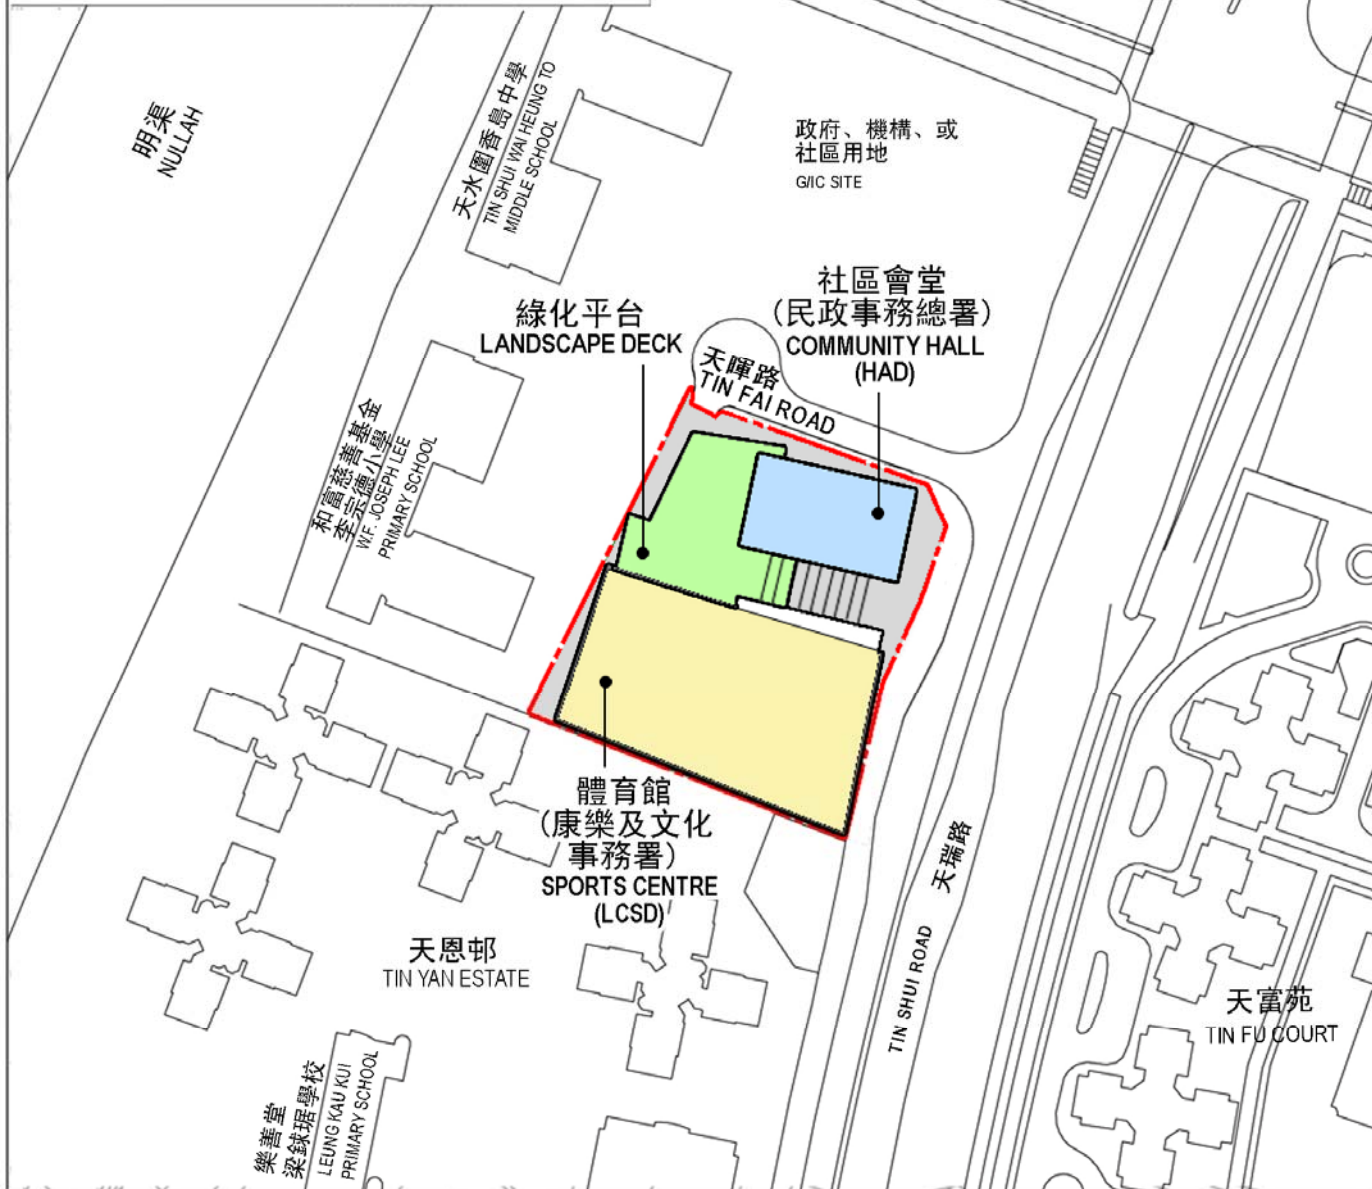 明渠
NULLAH
天水圍香島中學
TIN SHUI WAI HEUNG TO
MIDDLE SCHOOL
政府、機構、或
社區用地
G/IC SITE
社區會堂
（民政事務總署）
COMMUNITY HALL
(HAD)
綠化平台
LANDSCAPE DECK
天暉路
TIN FAI ROAD
和富慈善基金
李宗德小學
W.F. JOSEPH LEE
PRIMARY SCHOOL
體育館
（康樂及文化
事務署）
SPORTS CENTRE
(LCSD)
天瑞路
TIN SHUI ROAD
天恩邨
TIN YAN ESTATE
天富苑
TIN FU COURT
樂善堂
梁銶琚學校
LEUNG KAU KUI
PRIMARY SCHOOL